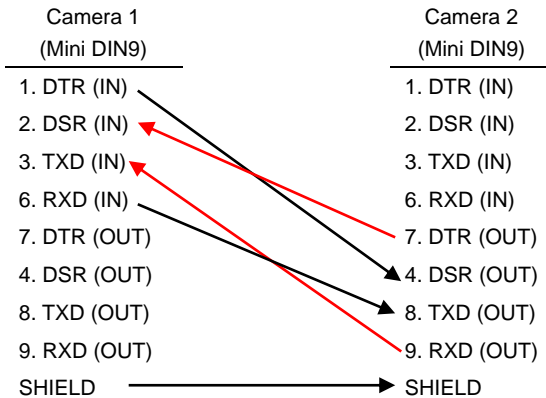 Camera 1
(Mini DIN9)
1. DTR (IN)
2. DSR (IN)
3. TXD (IN)
6. RXD (IN)
7. DTR (OUT)
4. DSR (OUT)
8. TXD (OUT)
9. RXD (OUT)
SHIELD
Camera 2
(Mini DIN9)
1. DTR (IN)
2. DSR (IN)
3. TXD (IN)
6. RXD (IN)
7. DTR (OUT)
4. DSR (OUT)
8. TXD (OUT)
9. RXD (OUT)
SHIELD